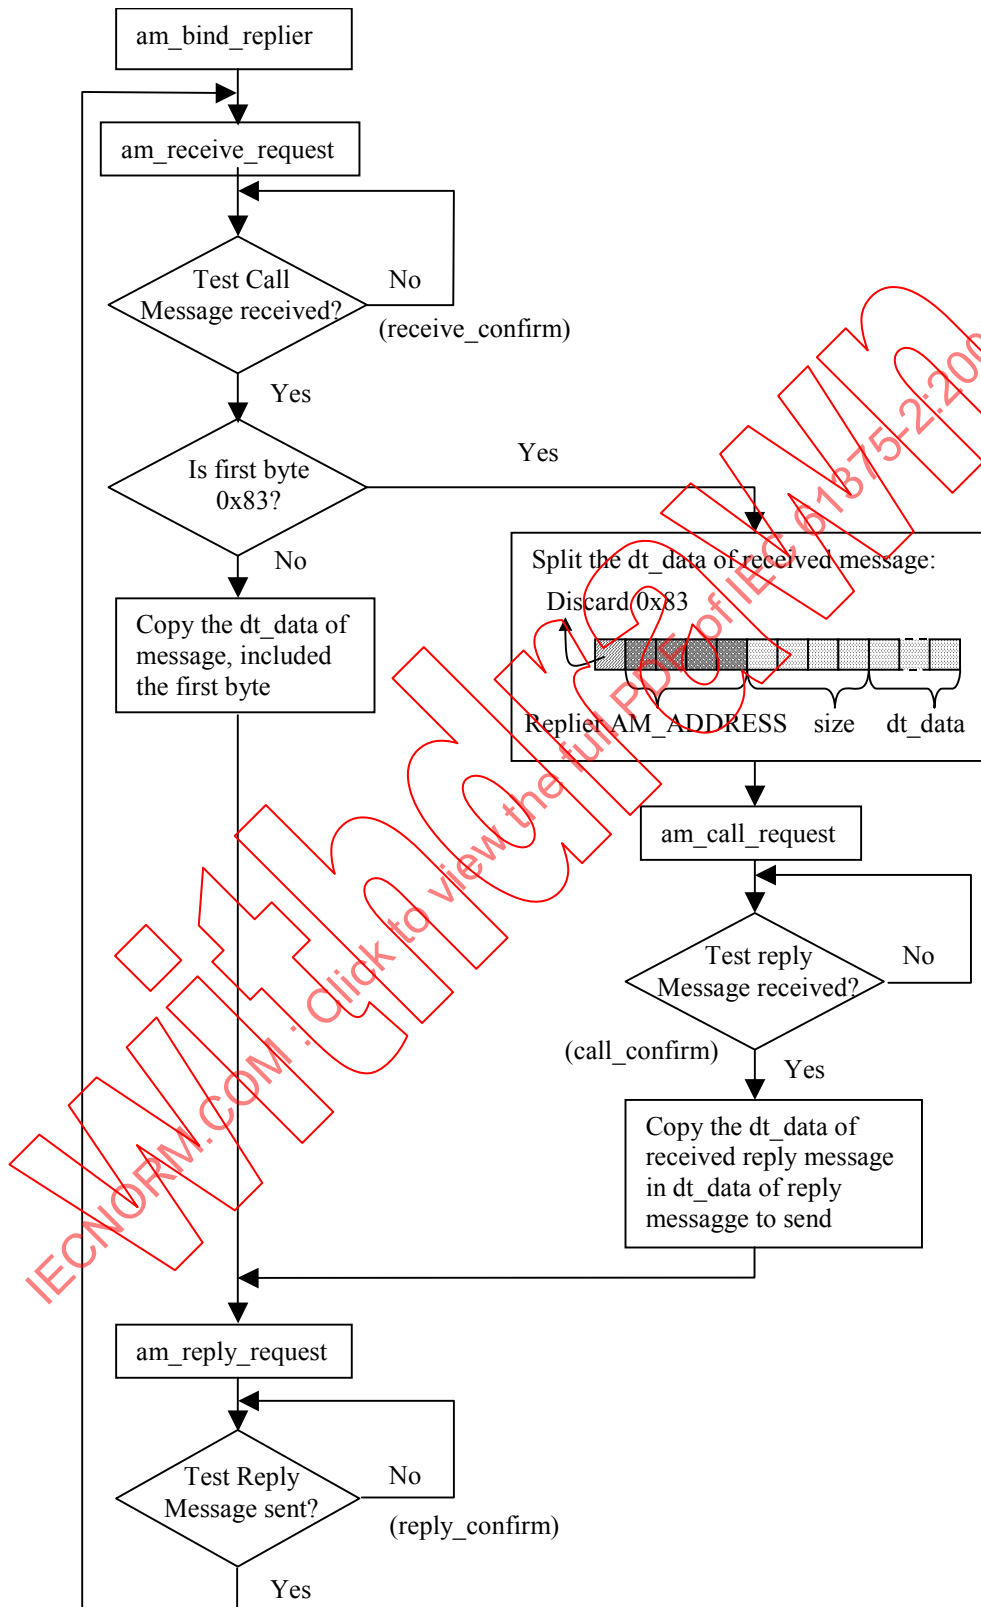 am_bind_replier
am_receive_request
Test Call
Message received?
No
(receive_confirm)
Yes
Is first byte
0x83?
Yes
No
Copy the dt_data of
message, included
the first byte
Split the dt_data of received message:
Discard 0x83
Replier AM_ADDRESS
size
dt_data
am_call_request
Test reply
Message received?
No
(call_confirm)
Yes
Copy the dt_data of
received reply message
in dt_data of reply
messagge to send
am_reply_request
Test Reply
Message sent?
No
(reply_confirm)
Yes
IECNORM.COM : Click to view the full PDF of IEC 61375-2:200
Withdrawn